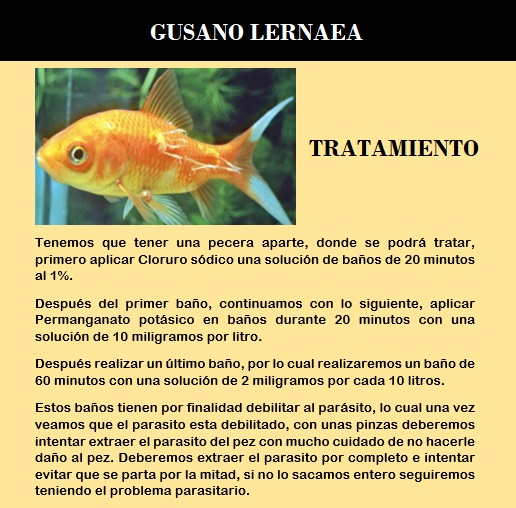 GUSANO LERNAEA
TRATAMIENTO
Tenemos que tener una pecera aparte, donde se podrá tratar,
primero aplicar Cloruro sódico una solución de baños de 20 minutos
al 1%.
Después del primer baño, continuamos con lo siguiente, aplicar
Permanganato potásico en baños durante 20 minutos con una
solución de 10 miligramos por litro.
Después realizar un último baño, por lo cual realizaremos un baño de
60 minutos con una solución de 2 miligramos por cada 10 litros.
Estos baños tienen por finalidad debilitar al parásito, lo cual una vez
veamos que el parasito esta debilitado, con unas pinzas deberemos
intentar extraer el parasito del pez con mucho cuidado de no hacerle
daño al pez. Deberemos extraer el parasito por completo e intentar
evitar que se parta por la mitad, si no lo sacamos entero seguiremos
teniendo el problema parasitario.